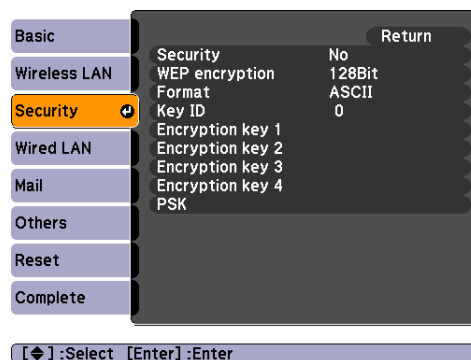 Basic
Wireless LAN
Security
Wired LAN
Mail
Others
Reset
Complete
Return
Security No
WEP encryption 128Bit
Format ASCII
Key ID 0
Encryption key 1
Encryption key 2
Encryption key 3
Encryption key 4
PSK
[◆] :Select [Enter] :Enter